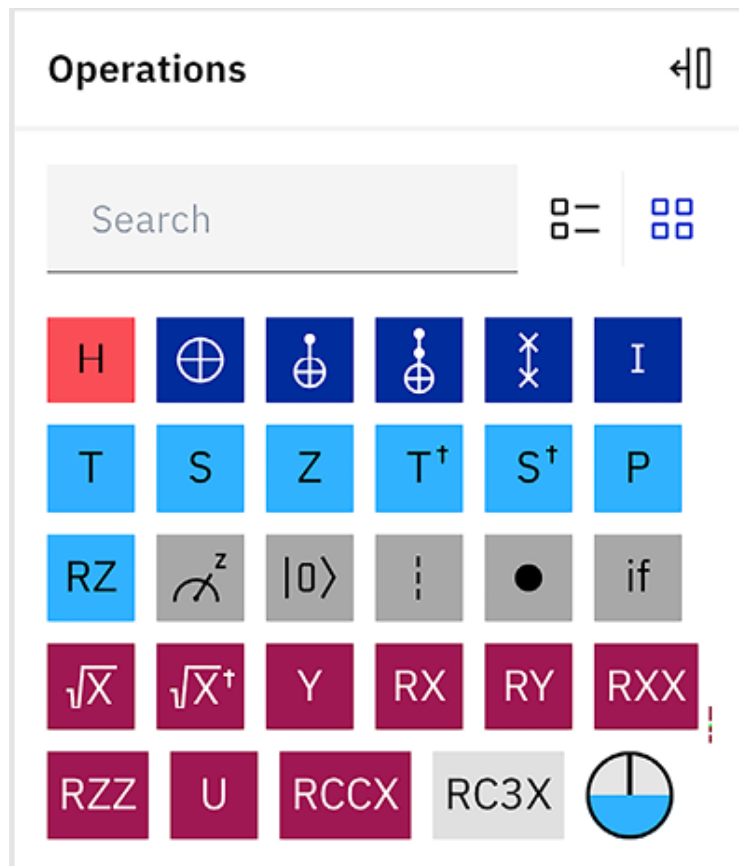 Operations
Search
H I
T S Z T† S† P
RZ z |0⟩ if
√X √X† Y RX RY RXX
RZZ U RCCX RC3X